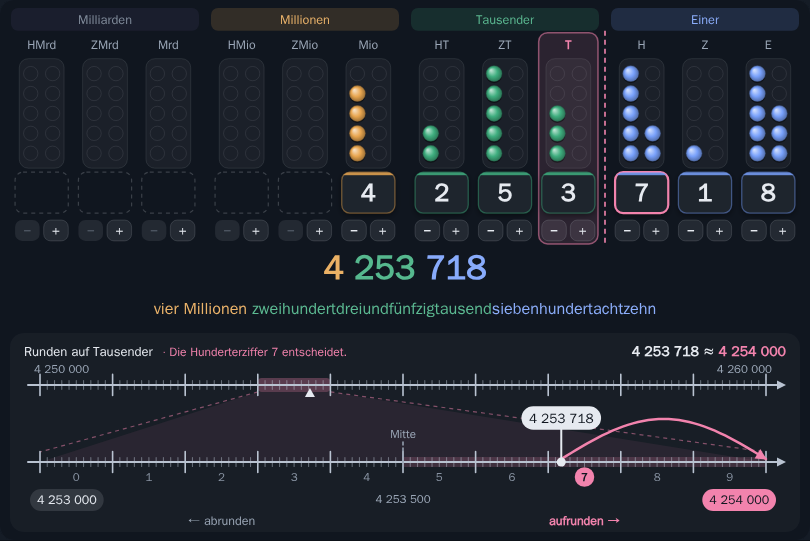 Milliarden Millionen Tausender Einer
HMrd ZMrd Mrd HMio ZMio Mio HT ZT T H Z E
4 2 5 3 7 1 8
− + − + − + − + − + − + − + − + − + − + − + − +
4 253 718
vier Millionen zweihundertdreiundfünfzigtausendsiebenhundertachtzehn
Runden auf Tausender · Die Hunderterziffer 7 entscheidet. 4 253 718 ≈ 4 254 000
4 250 000 4 260 000
4 253 718
Mitte
0 1 2 3 4 5 6 7 8 9
4 253 000 4 253 500 4 254 000
← abrunden aufrunden →